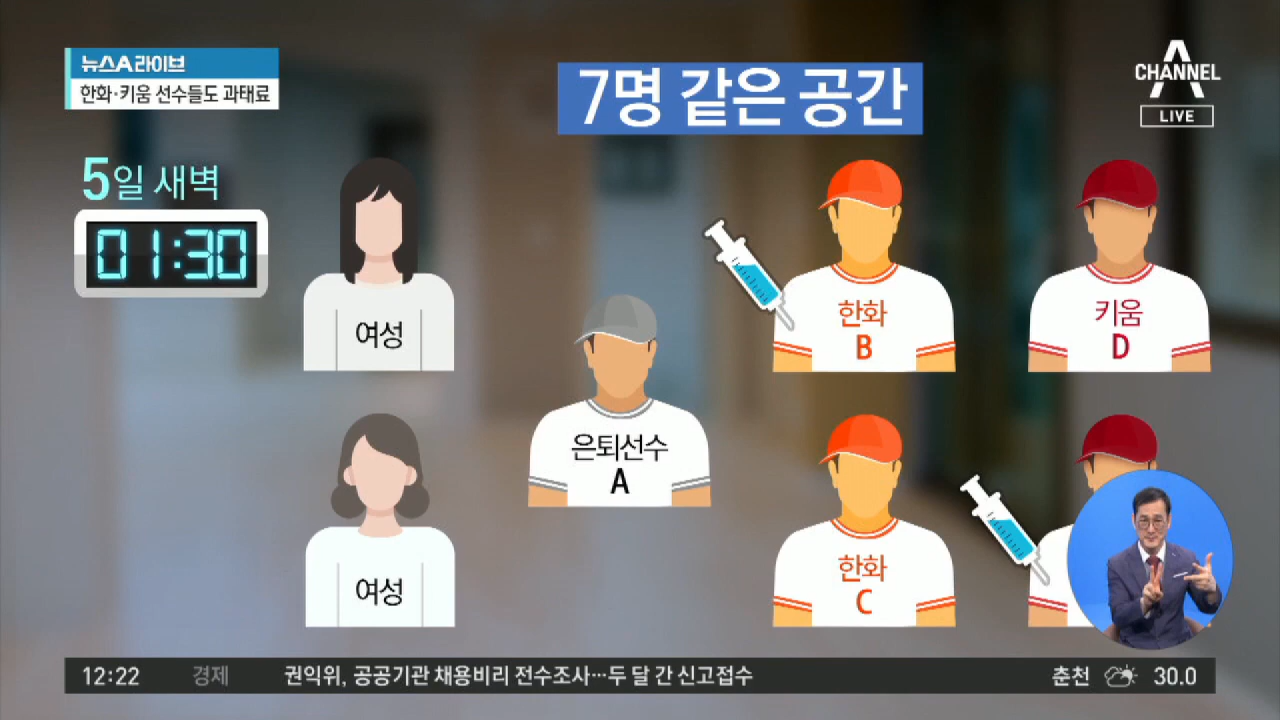 뉴스A라이브
한화·키움 선수들도 과태료
7명 같은 공간
CHANNEL A
LIVE
5일 새벽
01:30
여성
한화
B
키움
D
은퇴선수
A
여성
한화
C
12:22 경제 권익위, 공공기관 채용비리 전수조사…두 달 간 신고접수 춘천 30.0